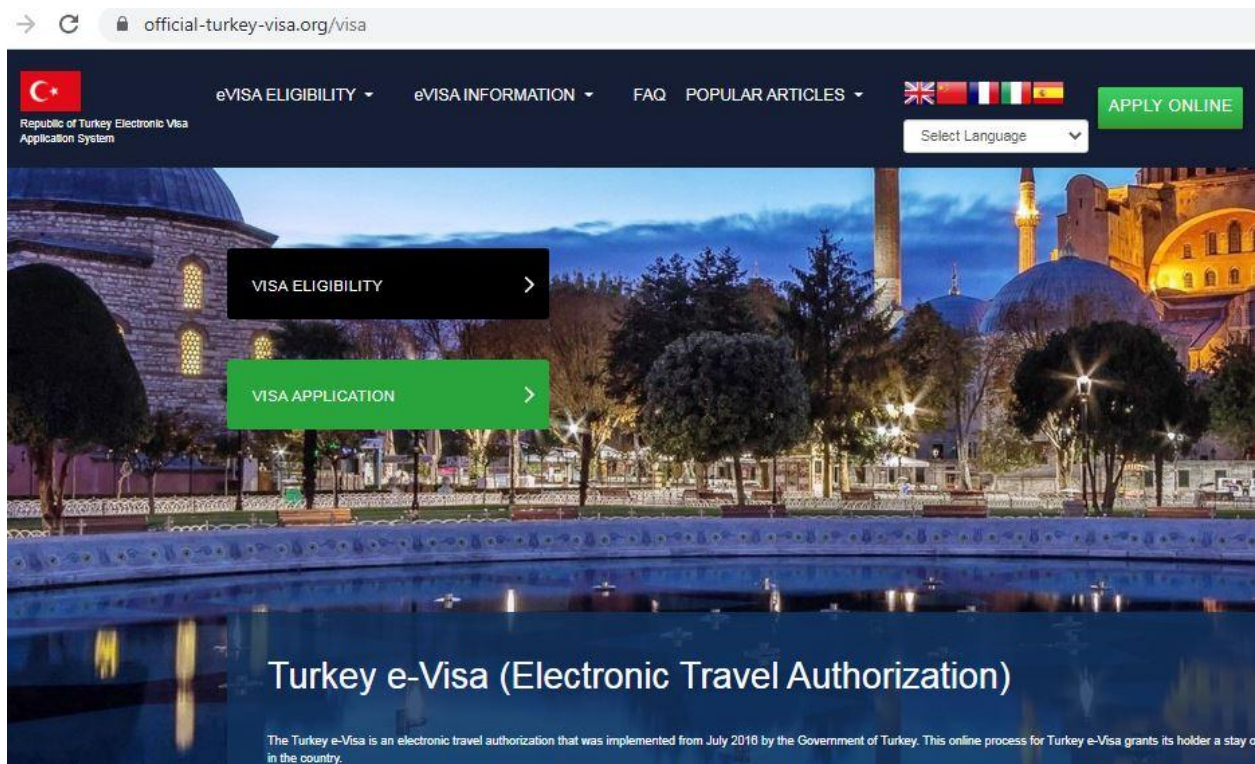 official-turkey-visa.org/visa
eVISA ELIGIBILITY
eVISA INFORMATION
FAQ
POPULAR ARTICLES
APPLY ONLINE
Republic of Turkey Electronic Visa
Application System
Select Language
VISA ELIGIBILITY
VISA APPLICATION
Turkey e-Visa (Electronic Travel Authorization)
The Turkey e-Visa is an electronic travel authorization that was implemented from July 2016 by the Government of Turkey. This online process for Turkey e-Visa grants its holder a stay
in the country.